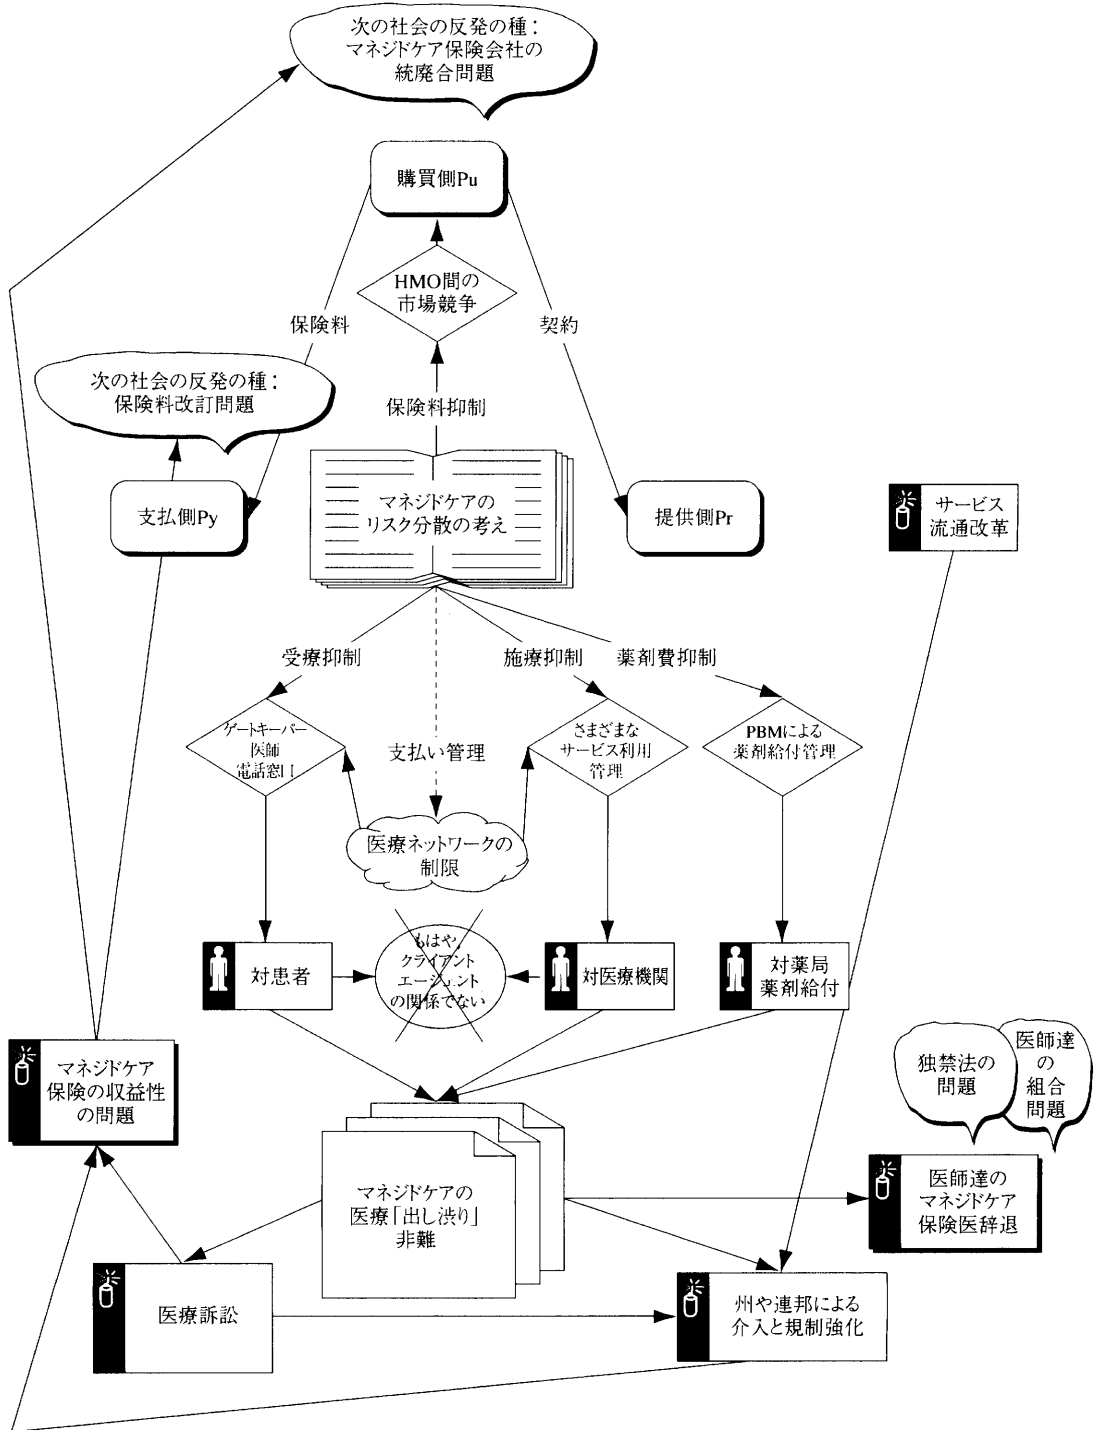 次の社会の反発の種：
マネジドケア保険会社の
統廃合問題
購買側Pu
HMO間の
市場競争
保険料
契約
次の社会の反発の種：
保険料改訂問題
保険料抑制
支払側Py
マネジドケアの
リスク分散の考え
提供側Pr
サービス
流通改革
受療抑制
施療抑制
薬剤費抑制
ゲートキーパー
医師
電話窓口
支払い管理
さまざまな
サービス利用
管理
PBMによる
薬剤給付管理
医療ネットワークの
制限
対患者
もはや、
クライアント
エージェント
の関係でない
対医療機関
対薬局
薬剤給付
マネジドケア
保険の収益性
の問題
独禁法の
問題
医師達
の
組合
問題
マネジドケアの
医療「出し渋り」
非難
医師達の
マネジドケア
保険医辞退
医療訴訟
州や連邦による
介入と規制強化